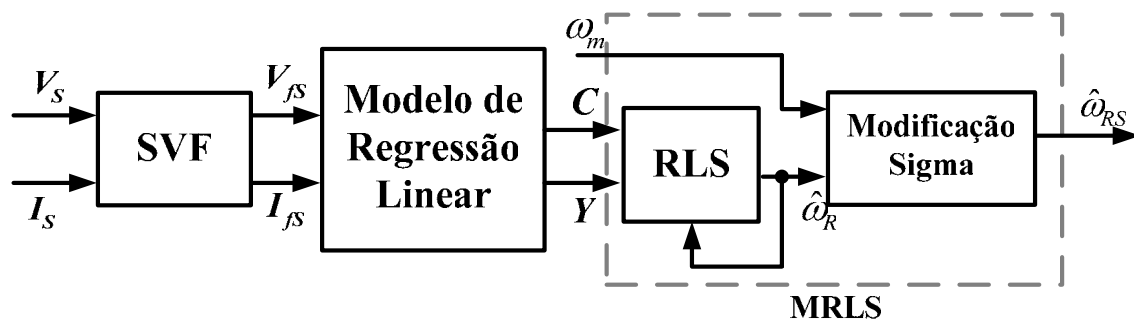 V_S
I_S
SVF
V_fS
I_fS
Modelo de
Regressão
Linear
C
Y
ω_m
RLS
ω̂_R
Modificação
Sigma
ω̂_RS
MRLS